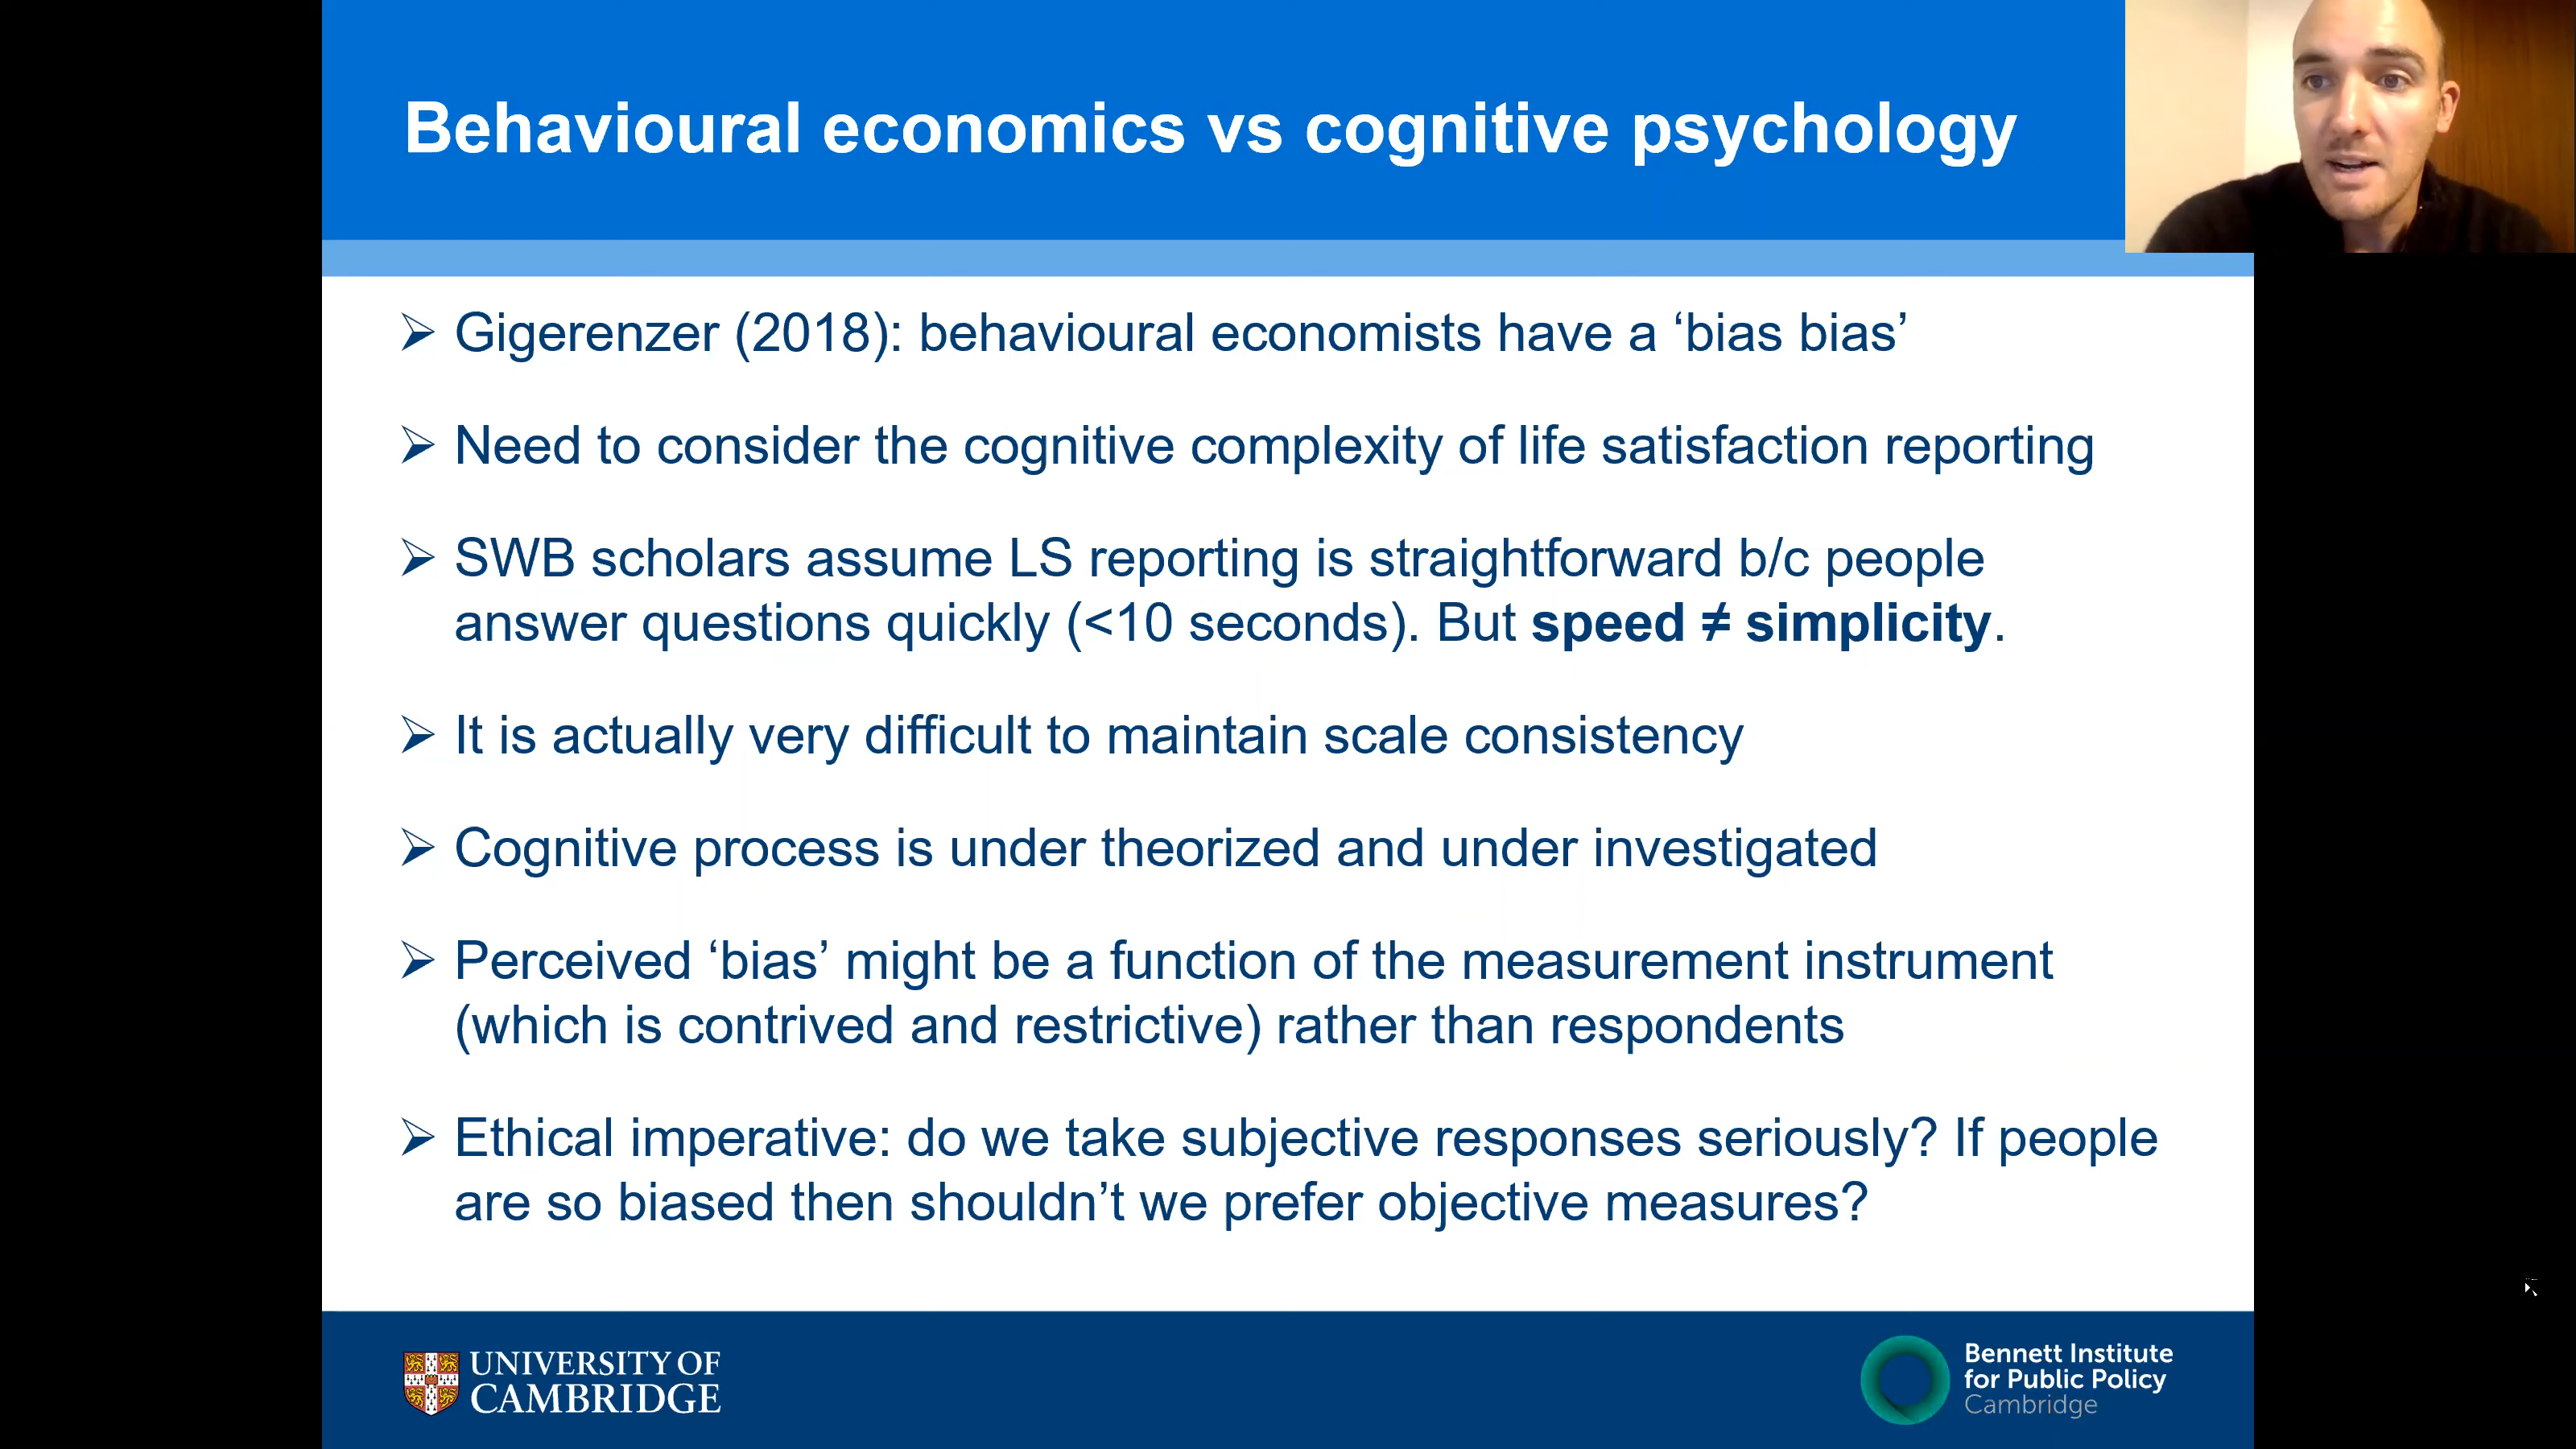 Behavioural economics vs cognitive psychology
➢ Gigerenzer (2018): behavioural economists have a ‘bias bias’
➢ Need to consider the cognitive complexity of life satisfaction reporting
➢ SWB scholars assume LS reporting is straightforward b/c people
answer questions quickly (<10 seconds). But speed ≠ simplicity.
➢ It is actually very difficult to maintain scale consistency
➢ Cognitive process is under theorized and under investigated
➢ Perceived ‘bias’ might be a function of the measurement instrument
(which is contrived and restrictive) rather than respondents
➢ Ethical imperative: do we take subjective responses seriously? If people
are so biased then shouldn’t we prefer objective measures?
UNIVERSITY OF
CAMBRIDGE
Bennett Institute
for Public Policy
Cambridge